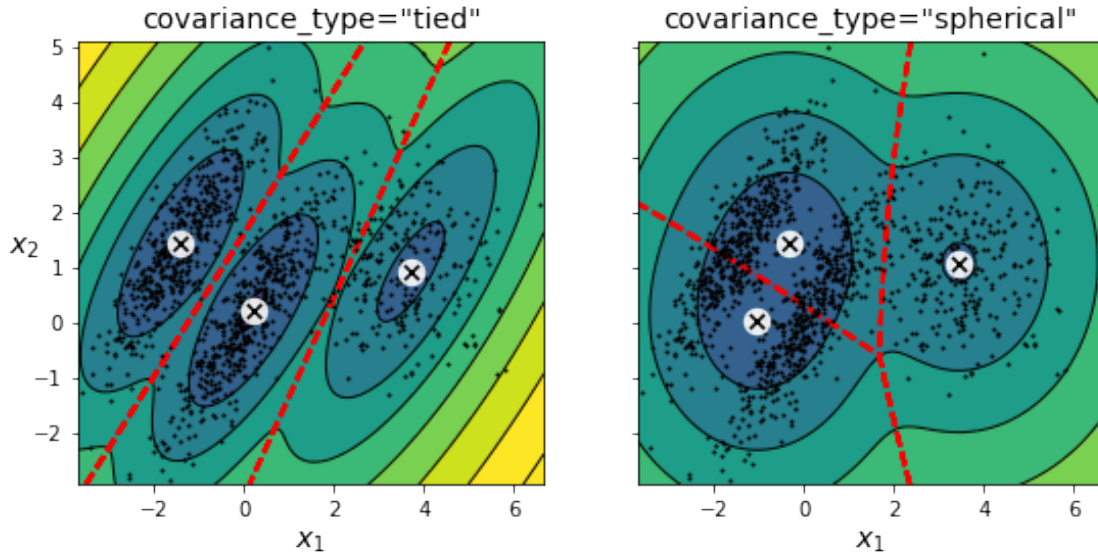 covariance_type="tied"
covariance_type="spherical"
5
4
3
2
1
0
−1
−2
x₂
−2 0 2 4 6
−2 0 2 4 6
x₁
x₁